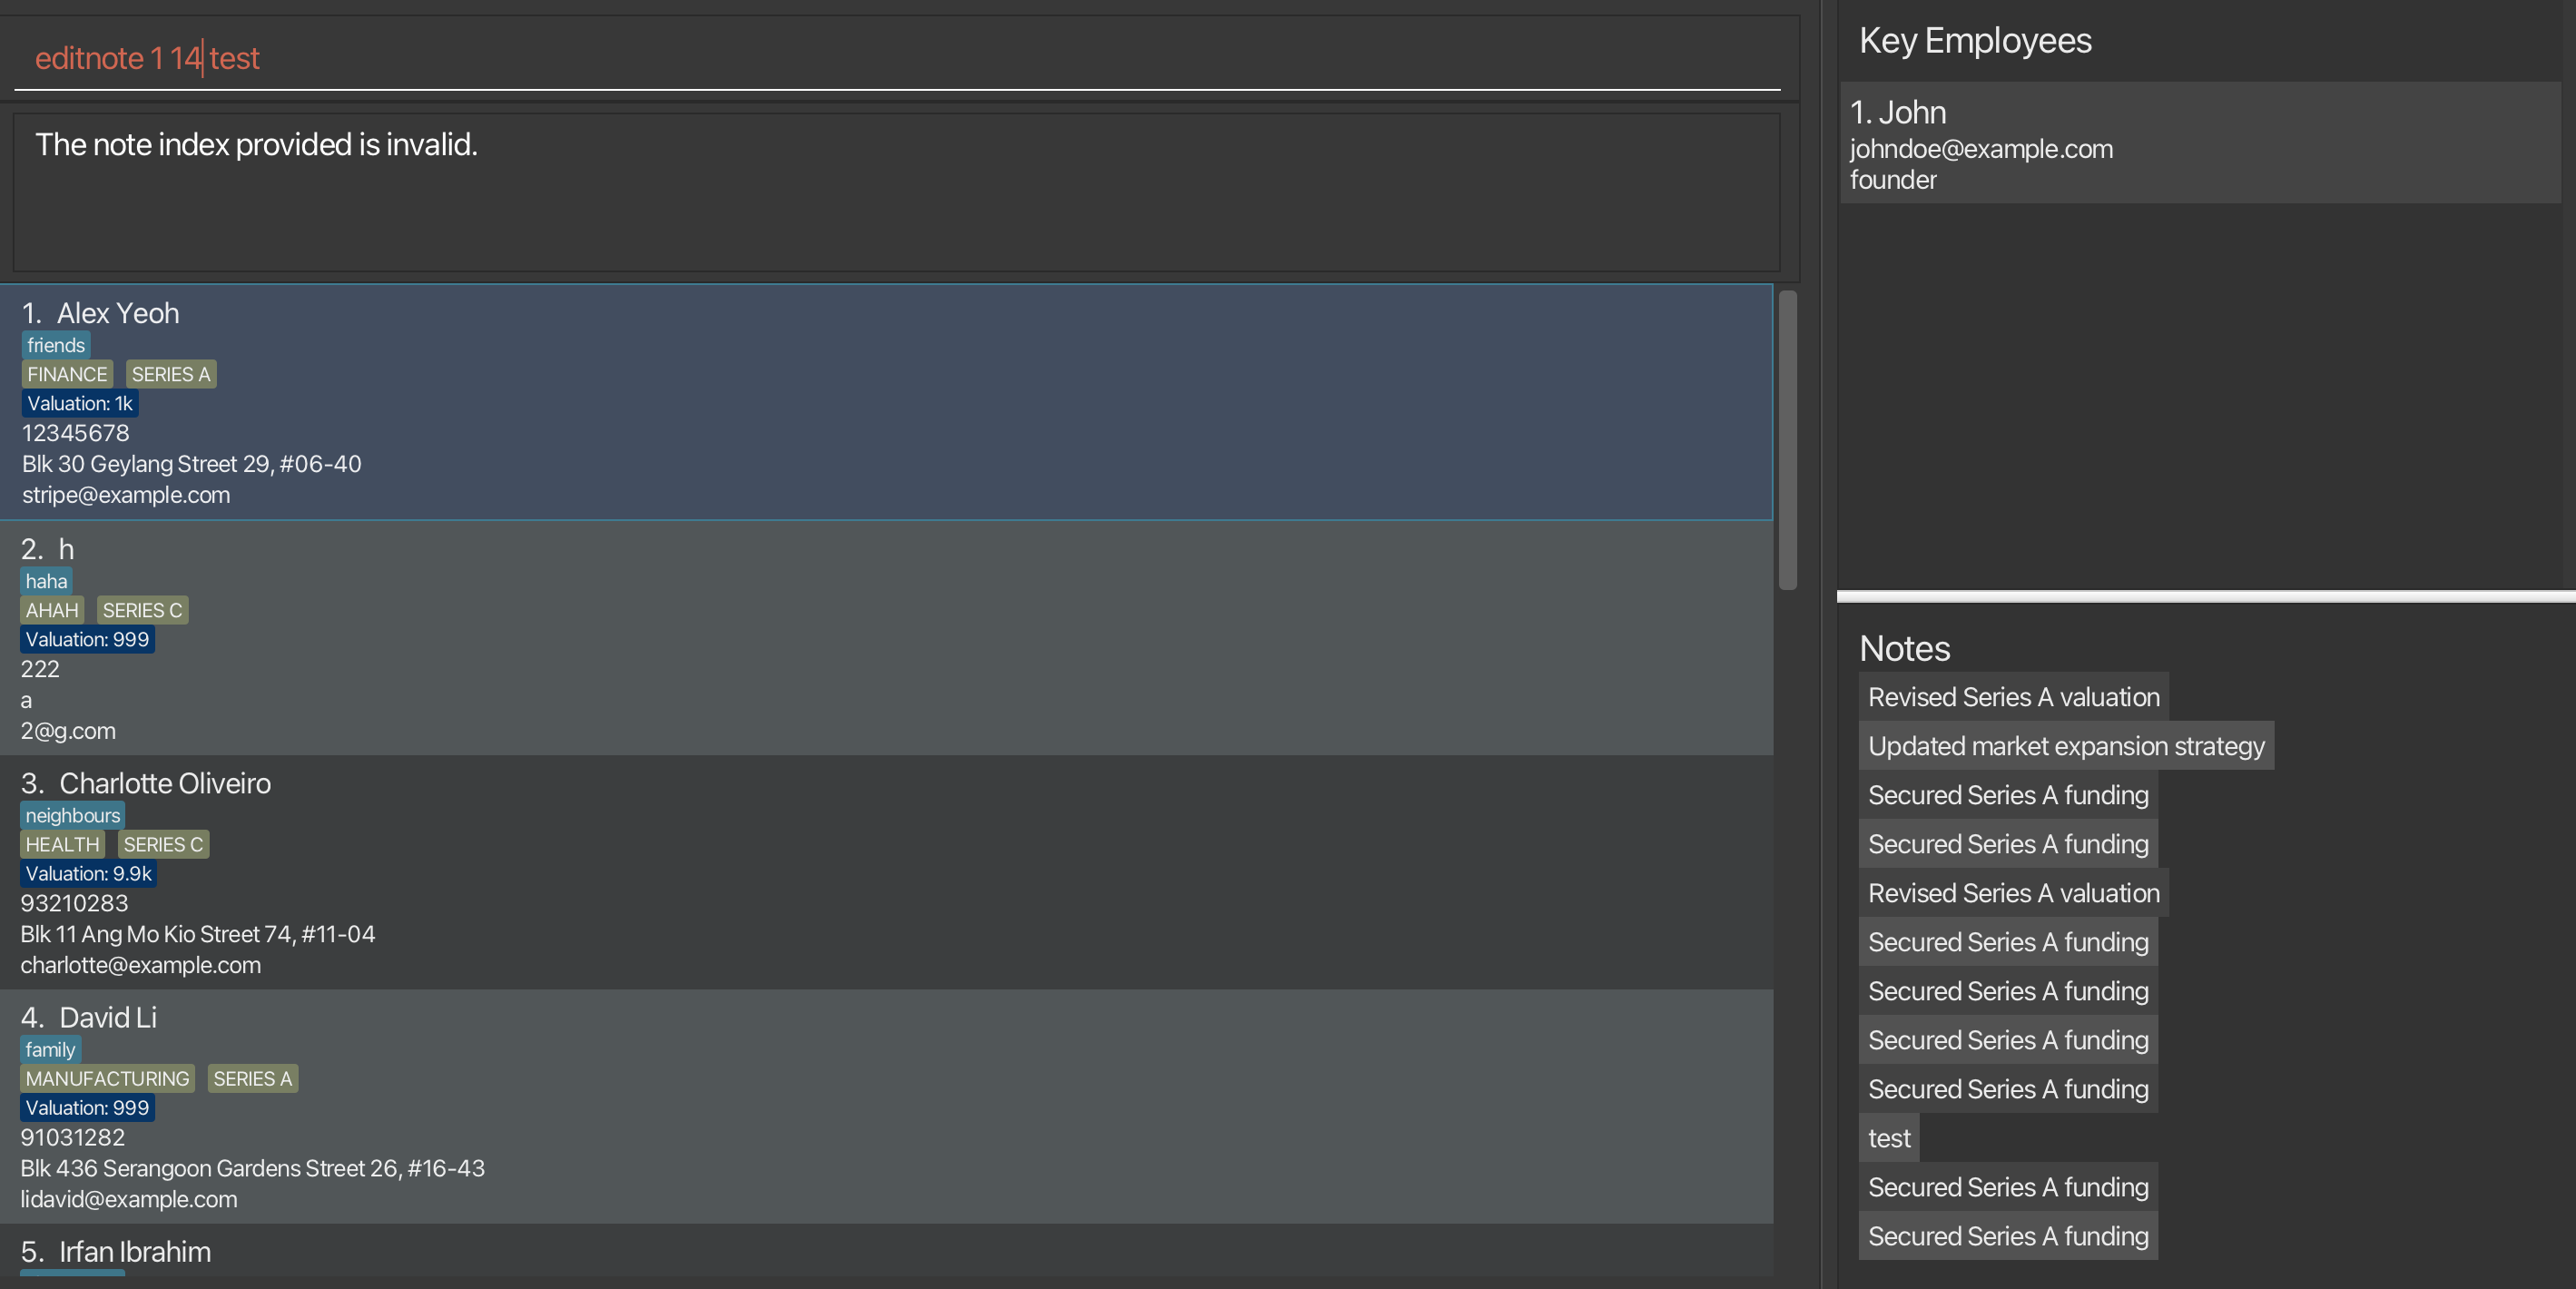 editnote 1 14 test
The note index provided is invalid.
1. Alex Yeoh
friends
FINANCE SERIES A
Valuation: 1k
12345678
Blk 30 Geylang Street 29, #06-40
stripe@example.com
2. h
haha
AHAH SERIES C
Valuation: 999
222
a
2@g.com
3. Charlotte Oliveiro
neighbours
HEALTH SERIES C
Valuation: 9.9k
93210283
Blk 11 Ang Mo Kio Street 74, #11-04
charlotte@example.com
4. David Li
family
MANUFACTURING SERIES A
Valuation: 999
91031282
Blk 436 Serangoon Gardens Street 26, #16-43
lidavid@example.com
5. Irfan Ibrahim
Key Employees
1. John
johndoe@example.com
founder
Notes
Revised Series A valuation
Updated market expansion strategy
Secured Series A funding
Secured Series A funding
Revised Series A valuation
Secured Series A funding
Secured Series A funding
Secured Series A funding
Secured Series A funding
test
Secured Series A funding
Secured Series A funding